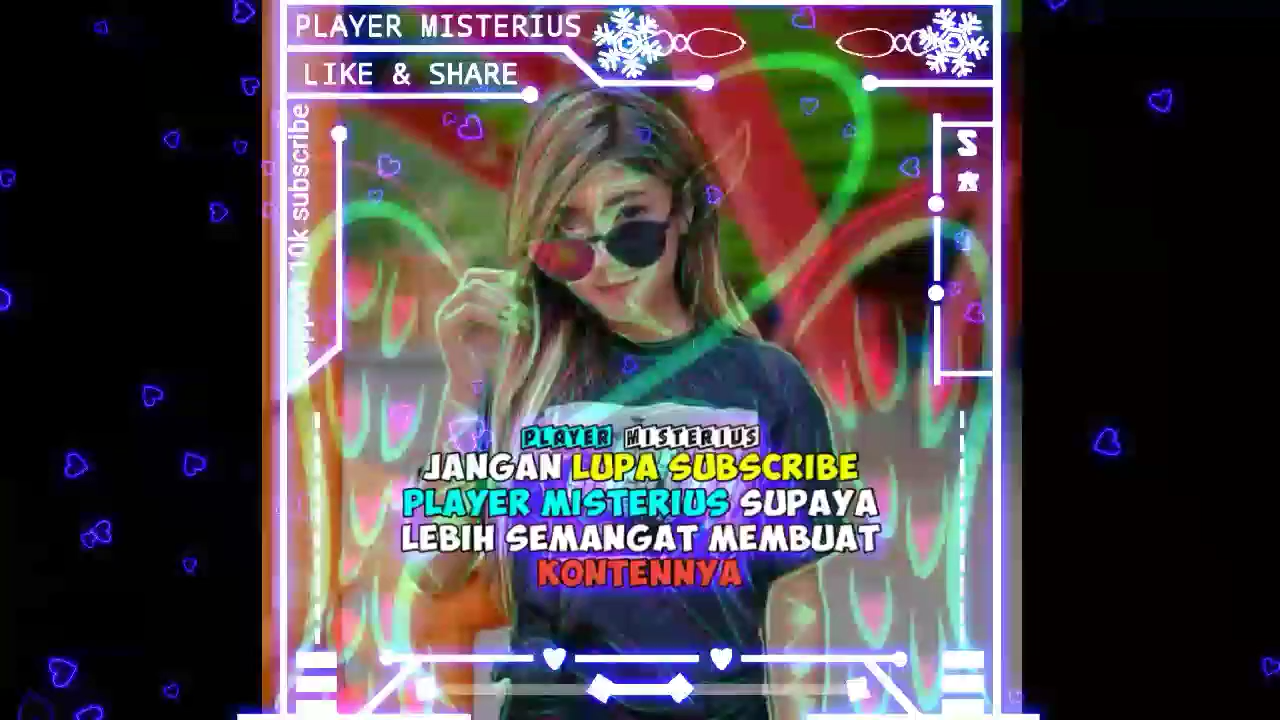 PLAYER MISTERIUS
LIKE & SHARE
10k subscribe
PLAYER MISTERIUS
JANGAN LUPA SUBSCRIBE
PLAYER MISTERIUS SUPAYA
LEBIH SEMANGAT MEMBUAT
KONTENNYA